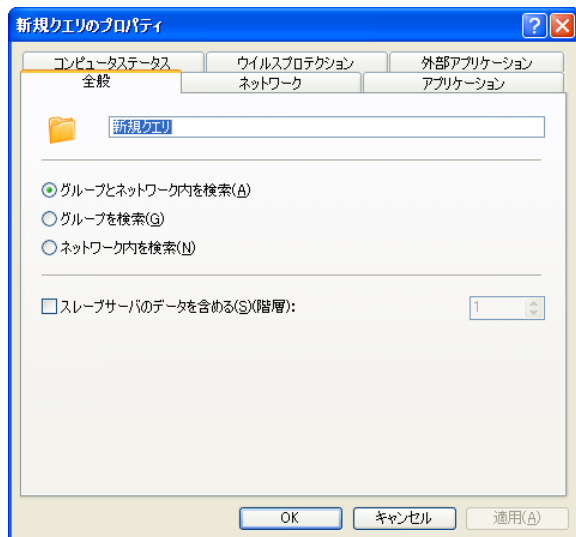 新規クエリのプロパティ
コンピュータステータス ウイルスプロテクション 外部アプリケーション
全般 ネットワーク アプリケーション
新規クエリ
グループとネットワーク内を検索(A)
グループを検索(G)
ネットワーク内を検索(N)
スレーブサーバのデータを含める(S)(階層): 1
OK キャンセル 適用(A)